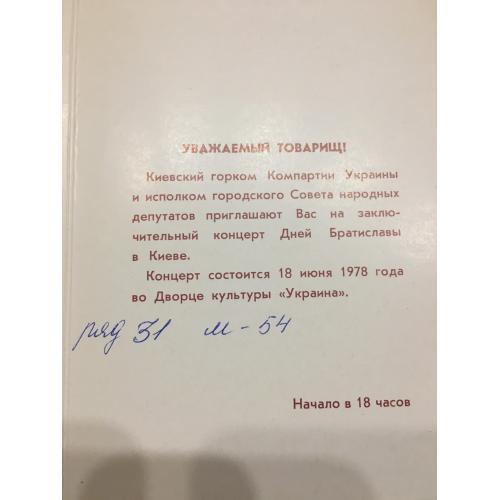 УВАЖАЕМЫЙ ТОВАРИЩ!
Киевский горком Компартии Украины
и исполком городского Совета народных
депутатов приглашают Вас на заклю-
чительный концерт Дней Братиславы
в Киеве.
Концерт состоится 18 июня 1978 года
во Дворце культуры «Украина».
ряд 31 м - 54
Начало в 18 часов